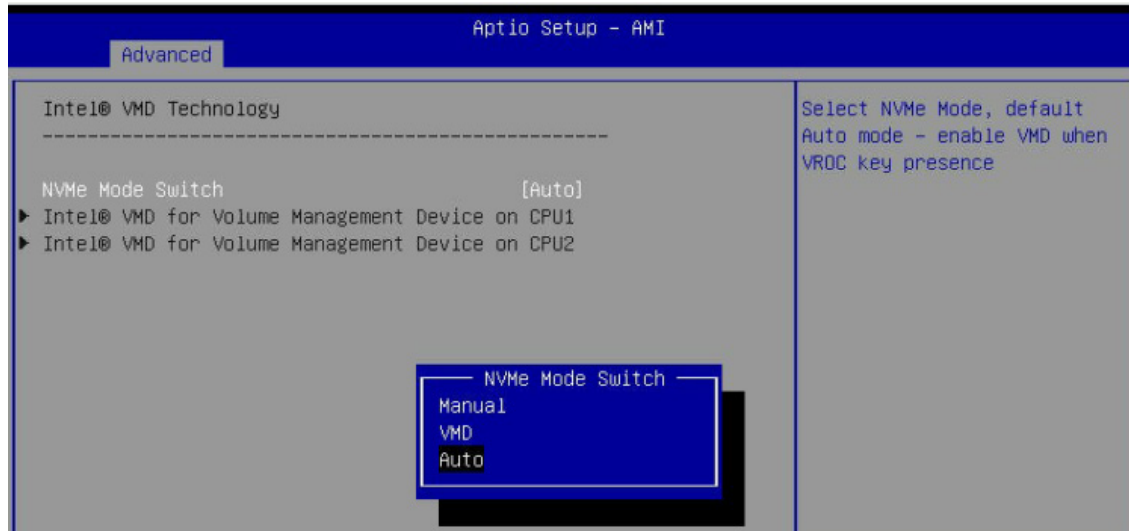 Aptio Setup – AMI
Advanced
Intel® VMD Technology
--------------------------------------------------
NVMe Mode Switch [Auto]
Intel® VMD for Volume Management Device on CPU1
Intel® VMD for Volume Management Device on CPU2
Select NVMe Mode, default
Auto mode – enable VMD when
VROC key presence
NVMe Mode Switch
Manual
VMD
Auto